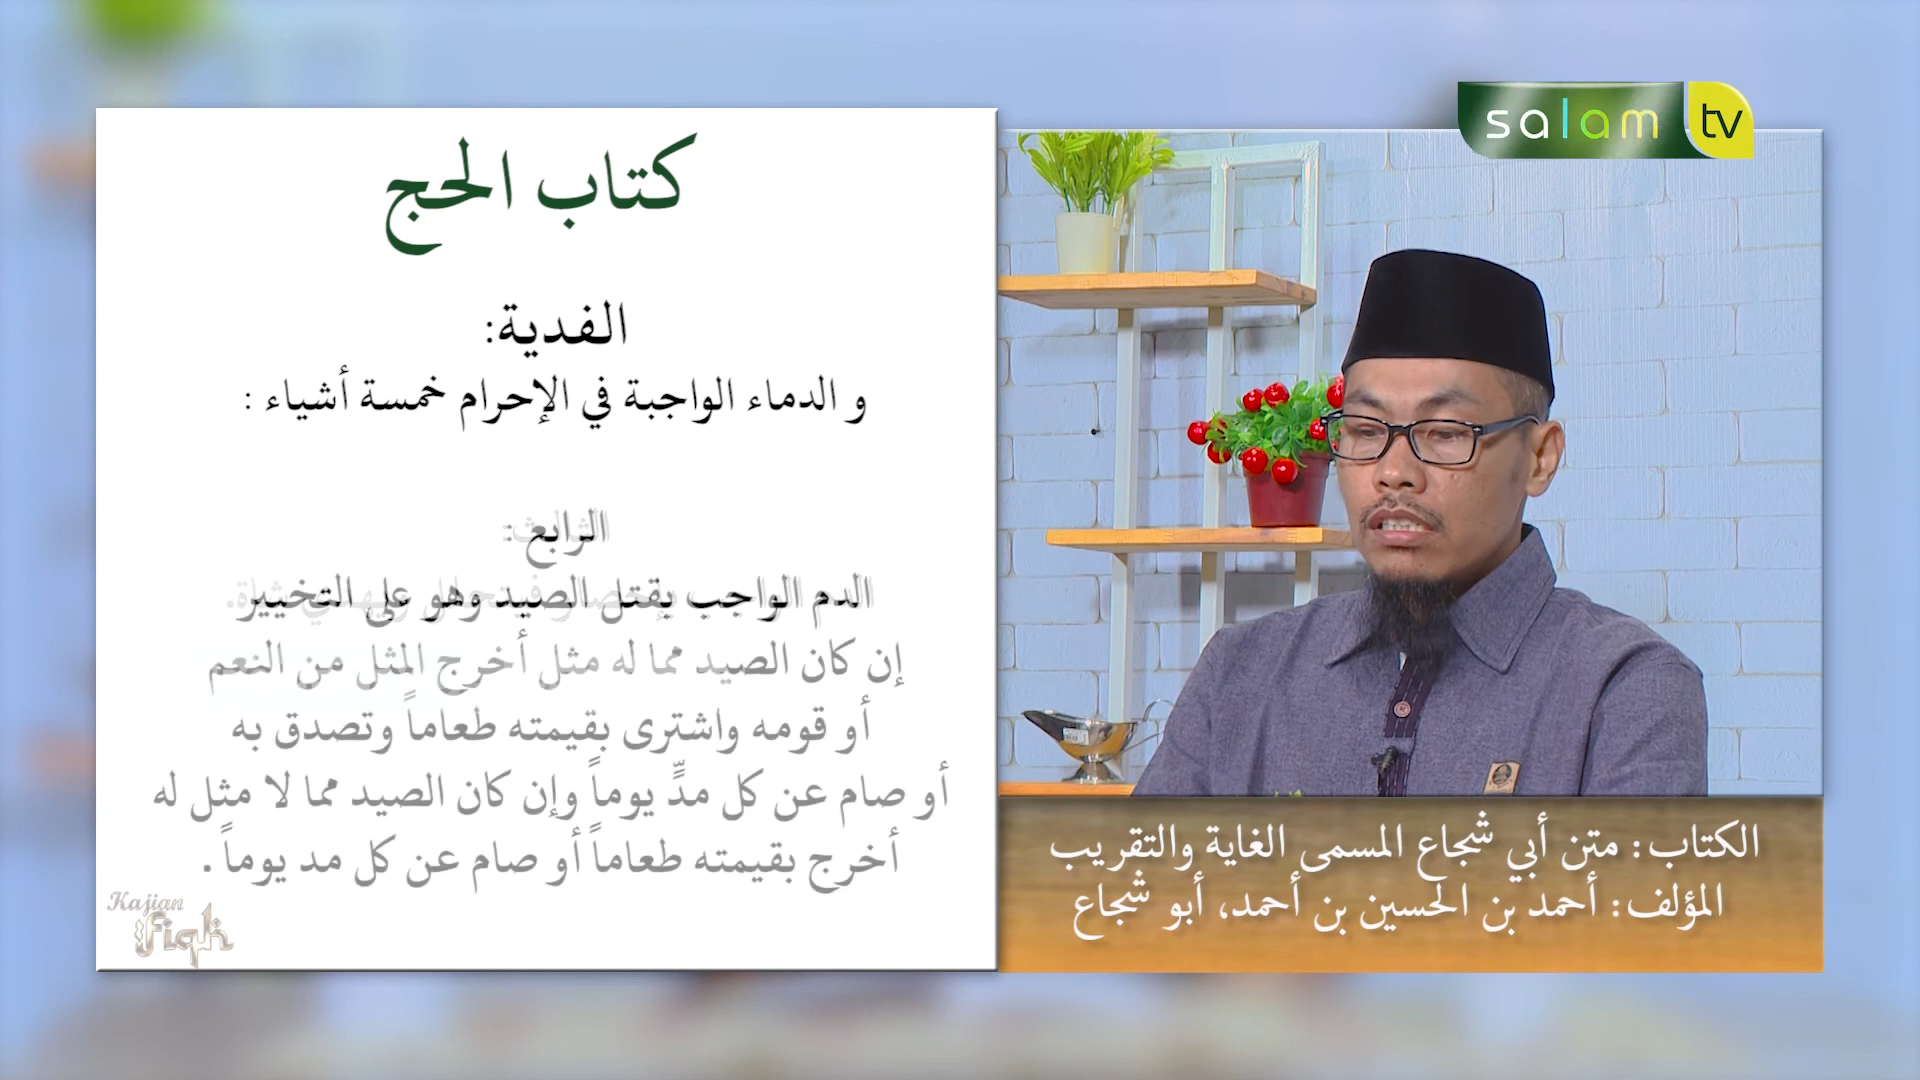 كتاب الحج
الفدية:
و الدماء الواجبة في الإحرام خمسة أشياء :
الرابع:
الدم الواجب بقتل الصيد وهو على التخيير
إن كان الصيد مما له مثل أخرج المثل من النعم
أو قومه واشترى بقيمته طعاماً وتصدق به
أو صام عن كل مدٍّ يوماً وإن كان الصيد مما لا مثل له
أخرج بقيمته طعاماً أو صام عن كل مد يوماً .
Kajian
fiqh
salam tv
الكتاب: متن أبي شجاع المسمى الغاية والتقريب
المؤلف: أحمد بن الحسين بن أحمد، أبو شجاع